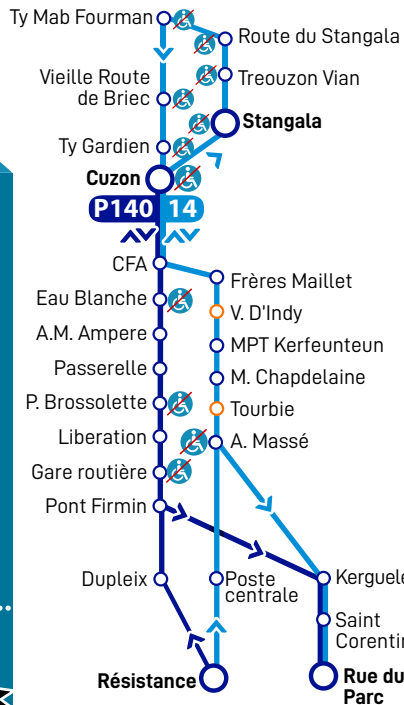 Ty Mab Fourman
Route du Stangala
Vieille Route
de Briec
Treouzon Vian
Stangala
Ty Gardien
Cuzon
P140 14
CFA
Frères Maillet
Eau Blanche
V. D'Indy
A.M. Ampere
MPT Kerfeunteun
Passerelle
M. Chapdelaine
P. Brossolette
Tourbie
Liberation
A. Massé
Gare routière
Pont Firmin
Dupleix
Poste
centrale
Kerguele
Saint
Corentin
Résistance
Rue du
Parc